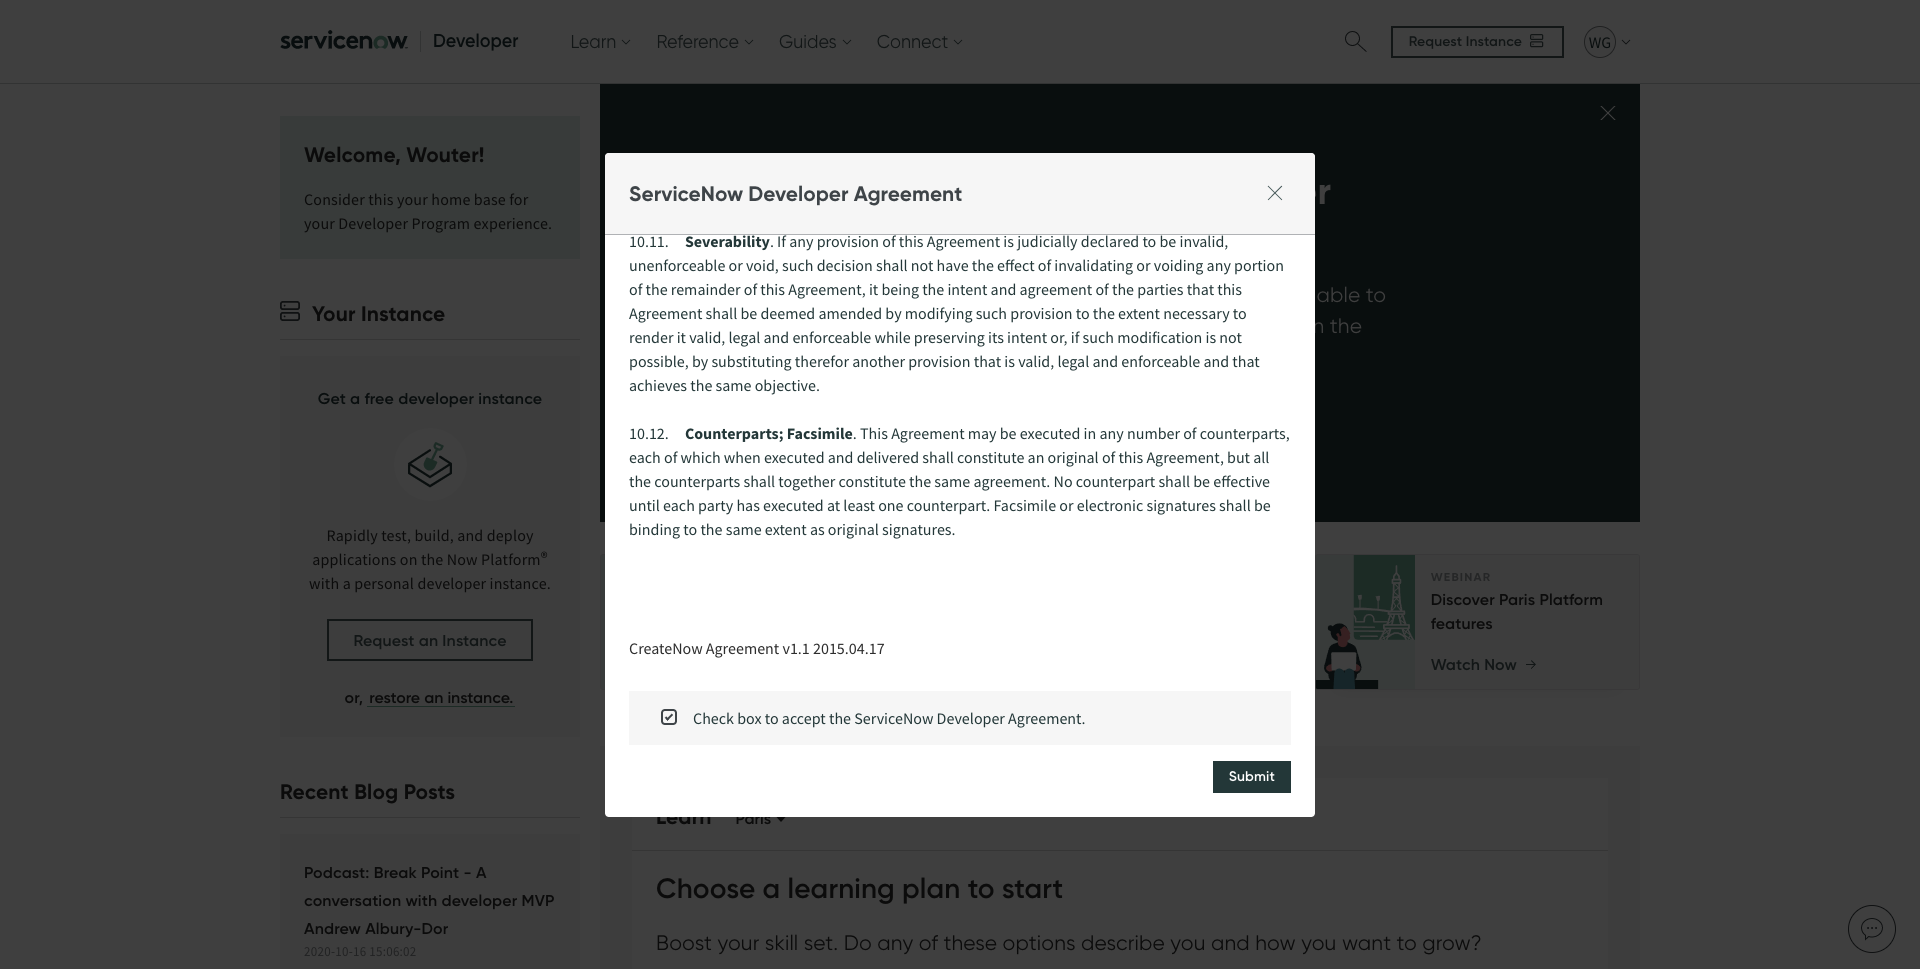 servicenow Developer Learn Reference Guides Connect Request Instance WG
Welcome, Wouter!
Consider this your home base for
your Developer Program experience.
Your Instance
Get a free developer instance
Rapidly test, build, and deploy
applications on the Now Platform®
with a personal developer instance.
Request an Instance
or, restore an instance.
Recent Blog Posts
Podcast: Break Point - A
conversation with developer MVP
Andrew Albury-Dor
2020-10-16 15:06:02
able to
the
ServiceNow Developer Agreement
10.11. Severability. If any provision of this Agreement is judicially declared to be invalid,
unenforceable or void, such decision shall not have the effect of invalidating or voiding any portion
of the remainder of this Agreement, it being the intent and agreement of the parties that this
Agreement shall be deemed amended by modifying such provision to the extent necessary to
render it valid, legal and enforceable while preserving its intent or, if such modification is not
possible, by substituting therefor another provision that is valid, legal and enforceable and that
achieves the same objective.
10.12. Counterparts; Facsimile. This Agreement may be executed in any number of counterparts,
each of which when executed and delivered shall constitute an original of this Agreement, but all
the counterparts shall together constitute the same agreement. No counterpart shall be effective
until each party has executed at least one counterpart. Facsimile or electronic signatures shall be
binding to the same extent as original signatures.
CreateNow Agreement v1.1 2015.04.17
Check box to accept the ServiceNow Developer Agreement.
Submit
WEBINAR
Discover Paris Platform
features
Watch Now →
Learn Paris
Choose a learning plan to start
Boost your skill set. Do any of these options describe you and how you want to grow?